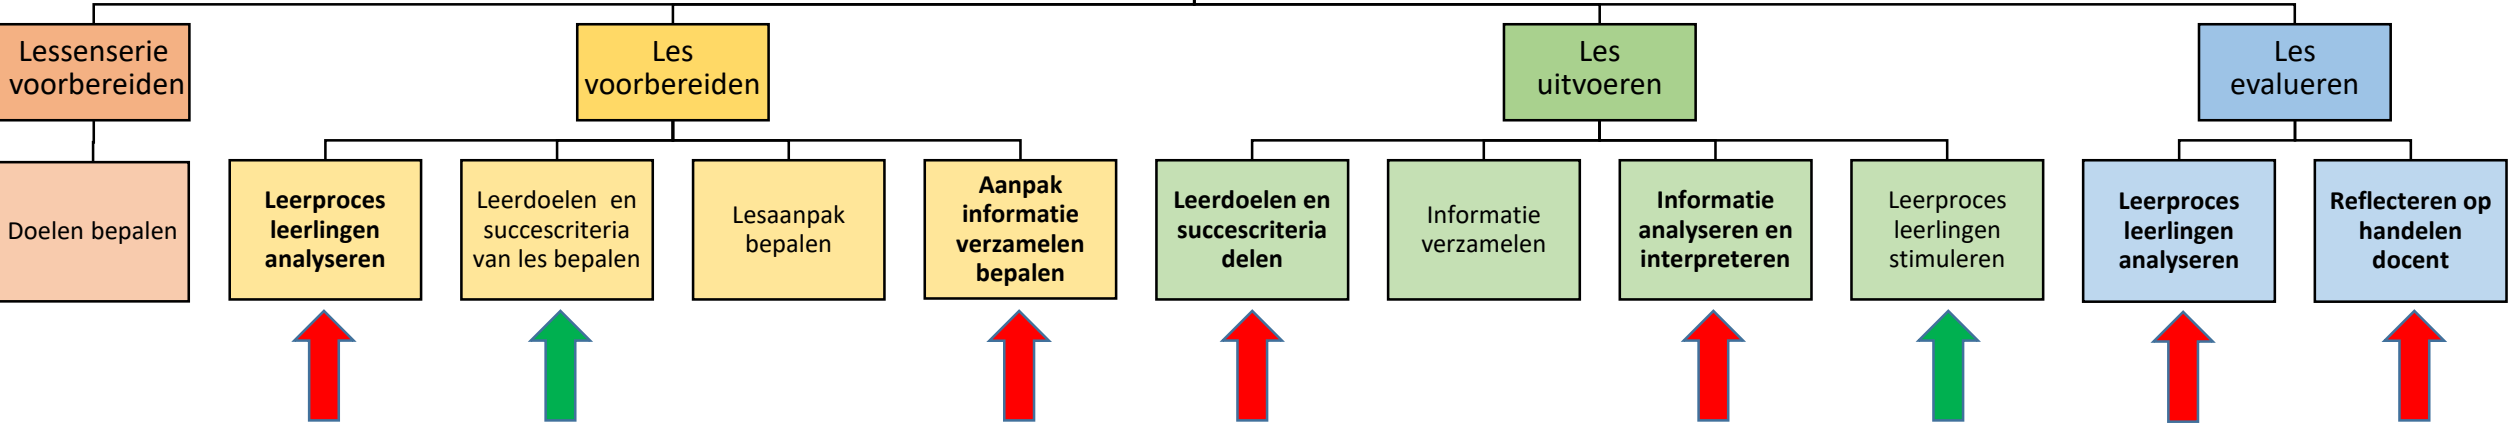 Lessenserie
voorbereiden
Les
voorbereiden
Les
uitvoeren
Les
evalueren
Doelen bepalen
Leerproces
leerlingen
analyseren
Leerdoelen en
succescriteria
van les bepalen
Lesaanpak
bepalen
Aanpak
informatie
verzamelen
bepalen
Leerdoelen en
succescriteria
delen
Informatie
verzamelen
Informatie
analyseren en
interpreteren
Leerproces
leerlingen
stimuleren
Leerproces
leerlingen
analyseren
Reflecteren op
handelen
docent